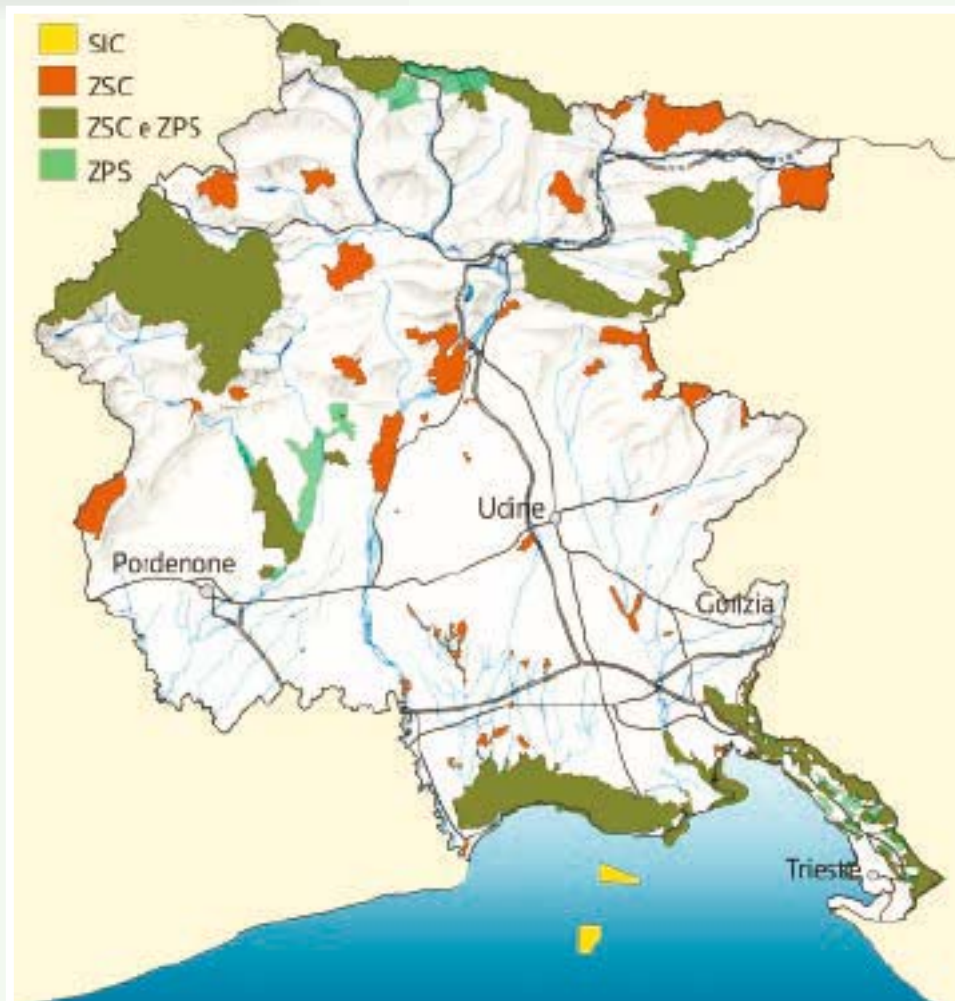 SIC
ZSC
ZSC e ZPS
ZPS
Udine
Pordenone
Gorizia
Trieste